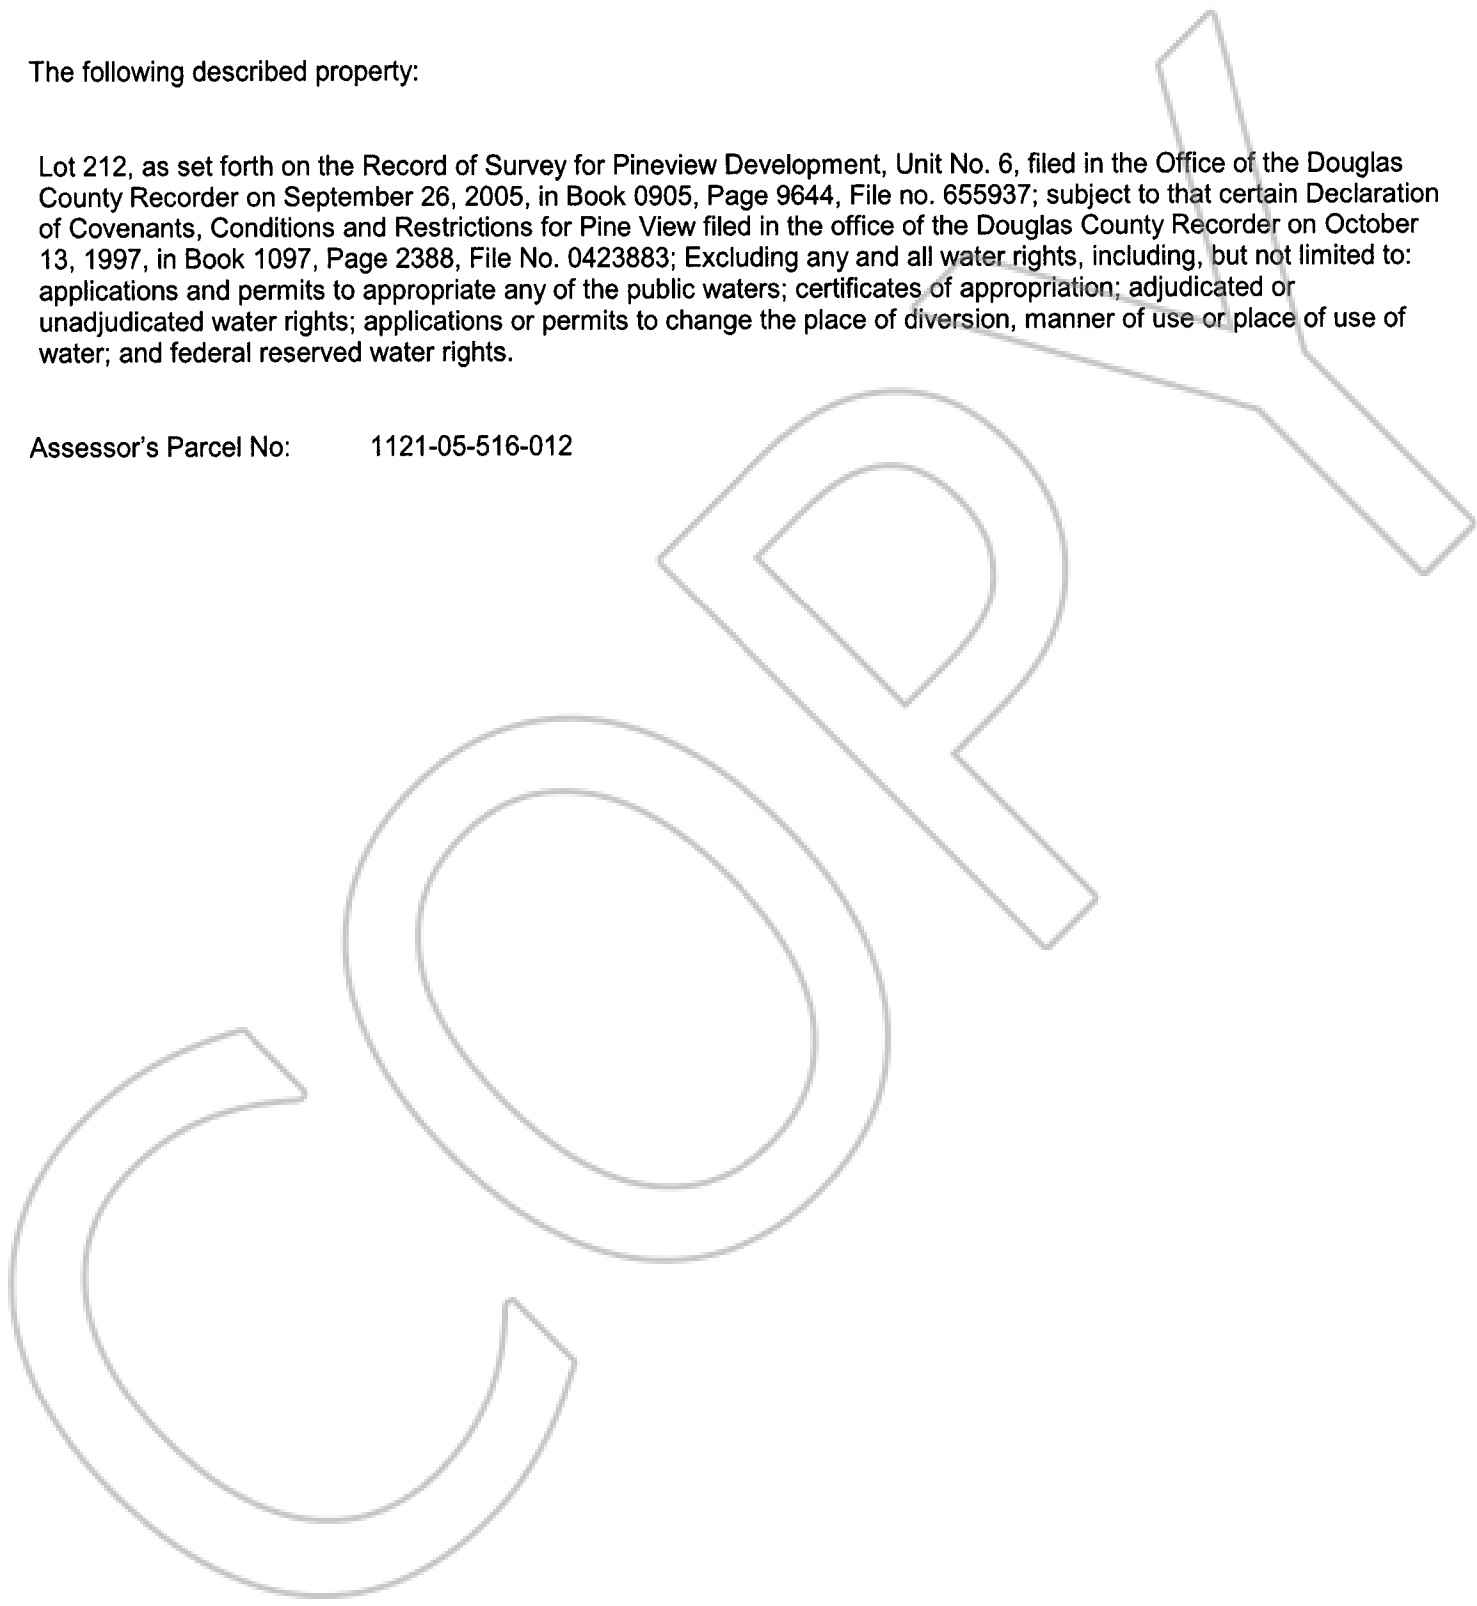 The following described property:
Lot 212, as set forth on the Record of Survey for Pineview Development, Unit No. 6, filed in the Office of the Douglas
County Recorder on September 26, 2005, in Book 0905, Page 9644, File no. 655937; subject to that certain Declaration
of Covenants, Conditions and Restrictions for Pine View filed in the office of the Douglas County Recorder on October
13, 1997, in Book 1097, Page 2388, File No. 0423883; Excluding any and all water rights, including, but not limited to:
applications and permits to appropriate any of the public waters; certificates of appropriation; adjudicated or
unadjudicated water rights; applications or permits to change the place of diversion, manner of use or place of use of
water; and federal reserved water rights.
Assessor's Parcel No: 1121-05-516-012
COPY